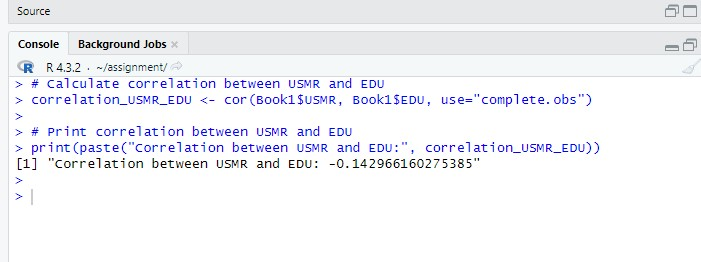 Source
Console Background Jobs ×
R 4.3.2 · ~/assignment/
> # Calculate correlation between USMR and EDU
> correlation_USMR_EDU <- cor(Book1$USMR, Book1$EDU, use="complete.obs")
>
> # Print correlation between USMR and EDU
> print(paste("Correlation between USMR and EDU:", correlation_USMR_EDU))
[1] "Correlation between USMR and EDU: -0.142966160275385"
>
>